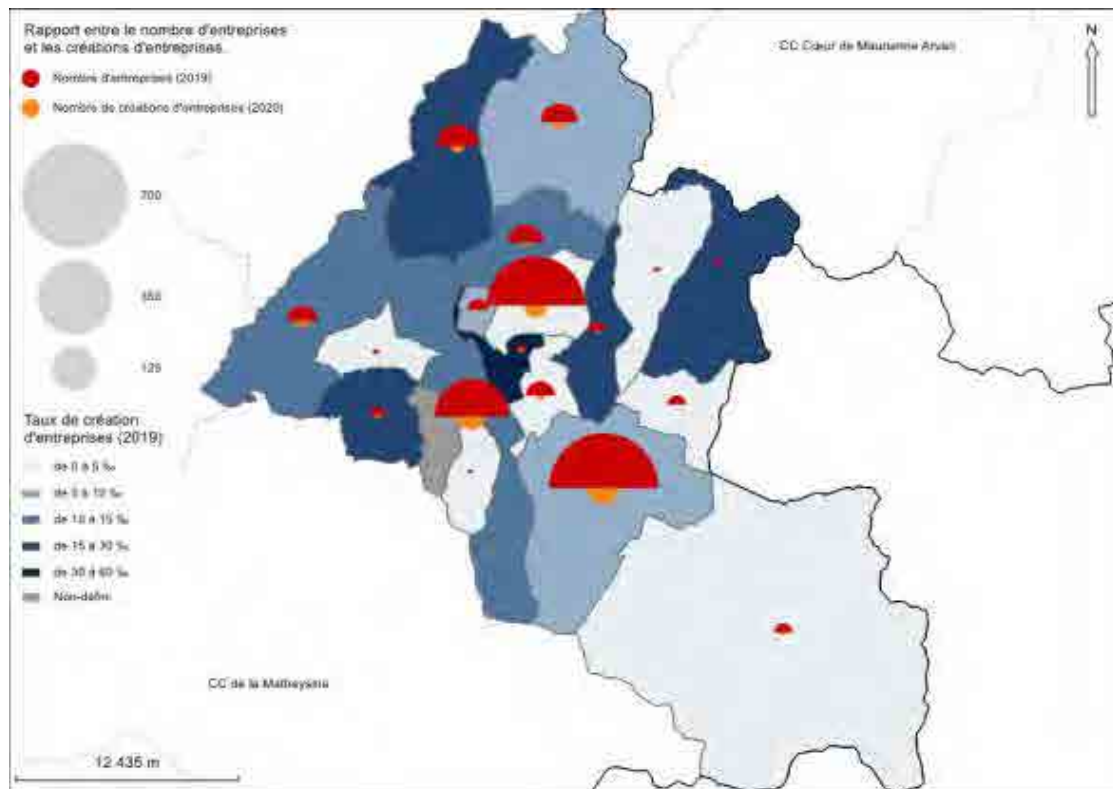 Rapport entre le nombre d'entreprises
et les créations d'entreprises.
Nombre d'entreprises (2019)
Nombre de créations d'entreprises (2020)
700
350
125
Taux de création
d'entreprises (2019)
de 0 à 5 ‰
de 5 à 10 ‰
de 10 à 15 ‰
de 15 à 30 ‰
de 30 à 60 ‰
Non-défini
CC Cœur de Maurienne Arvan
N
CC de la Matheysine
12 435 m